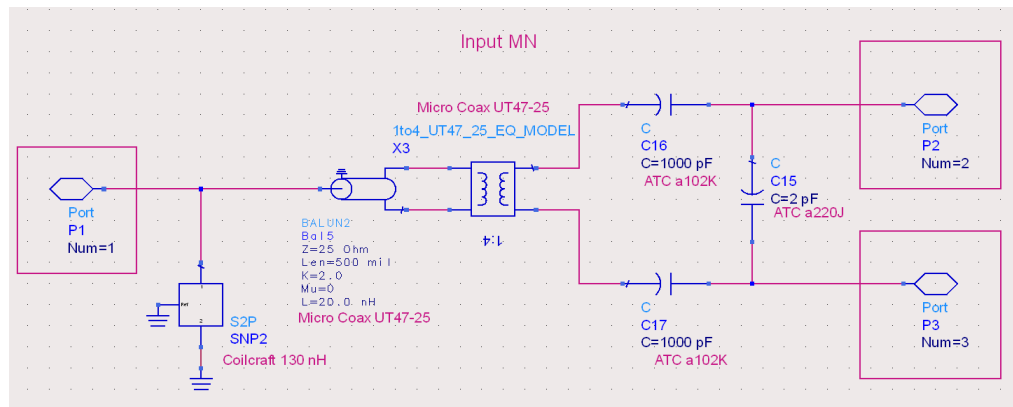 Input MN
Micro Coax UT47-25
1to4_UT47_25_EQ_MODEL
X3
C
C16
C=1000 pF
ATC a102K
Port
P2
Num=2
Port
P1
Num=1
C
C15
C=2 pF
ATC a220J
BALUN2
Bal5
Z=25 Ohm
Len=500 mil
K=2.0
Mu=0
L=20.0 nH
Micro Coax UT47-25
1:4
1
Ref
2
S2P
SNP2
Coilcraft 130 nH
C
C17
C=1000 pF
ATC a102K
Port
P3
Num=3